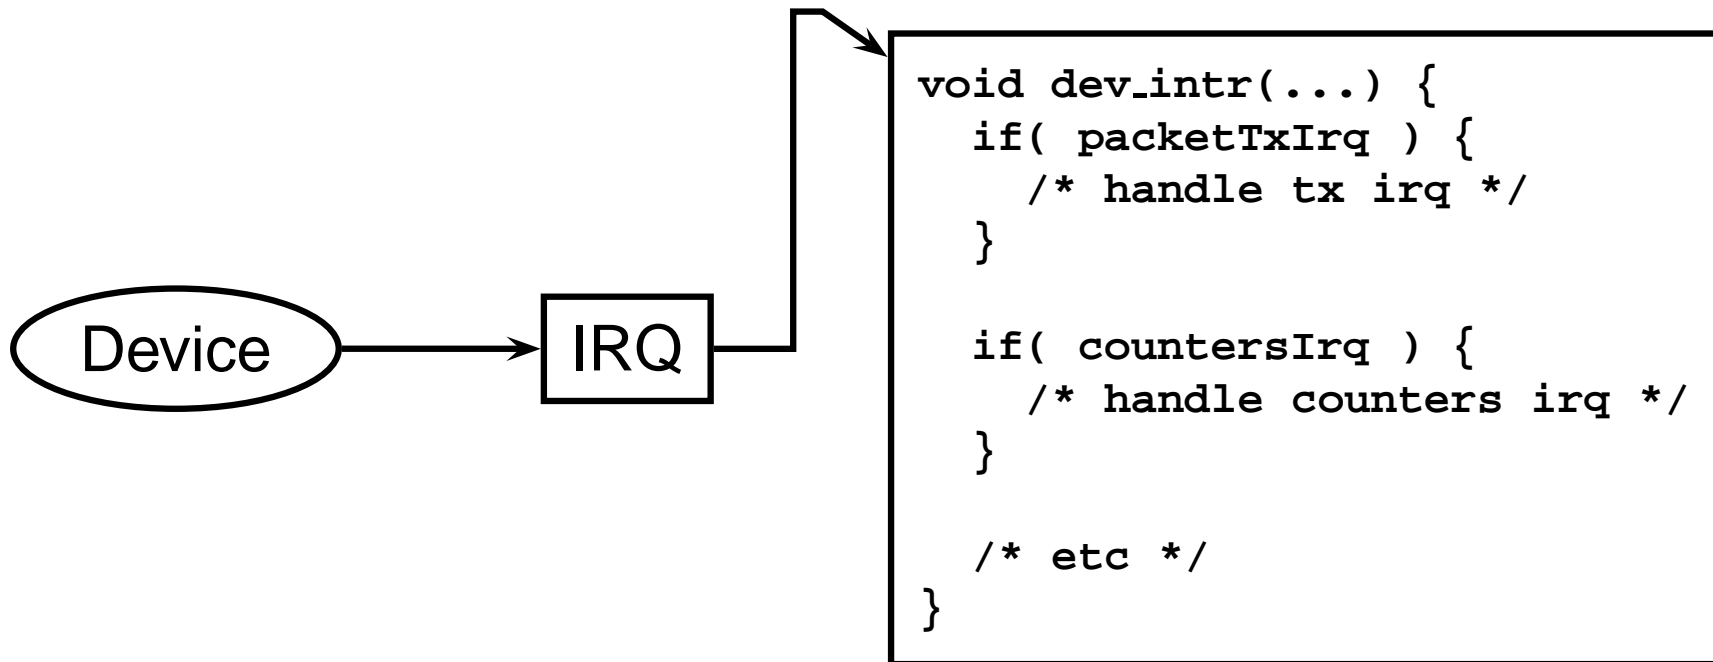 Device
IRQ
void dev_intr(...) {
if( packetTxIrq ) {
/* handle tx irq */
}
if( countersIrq ) {
/* handle counters irq */
}
/* etc */
}